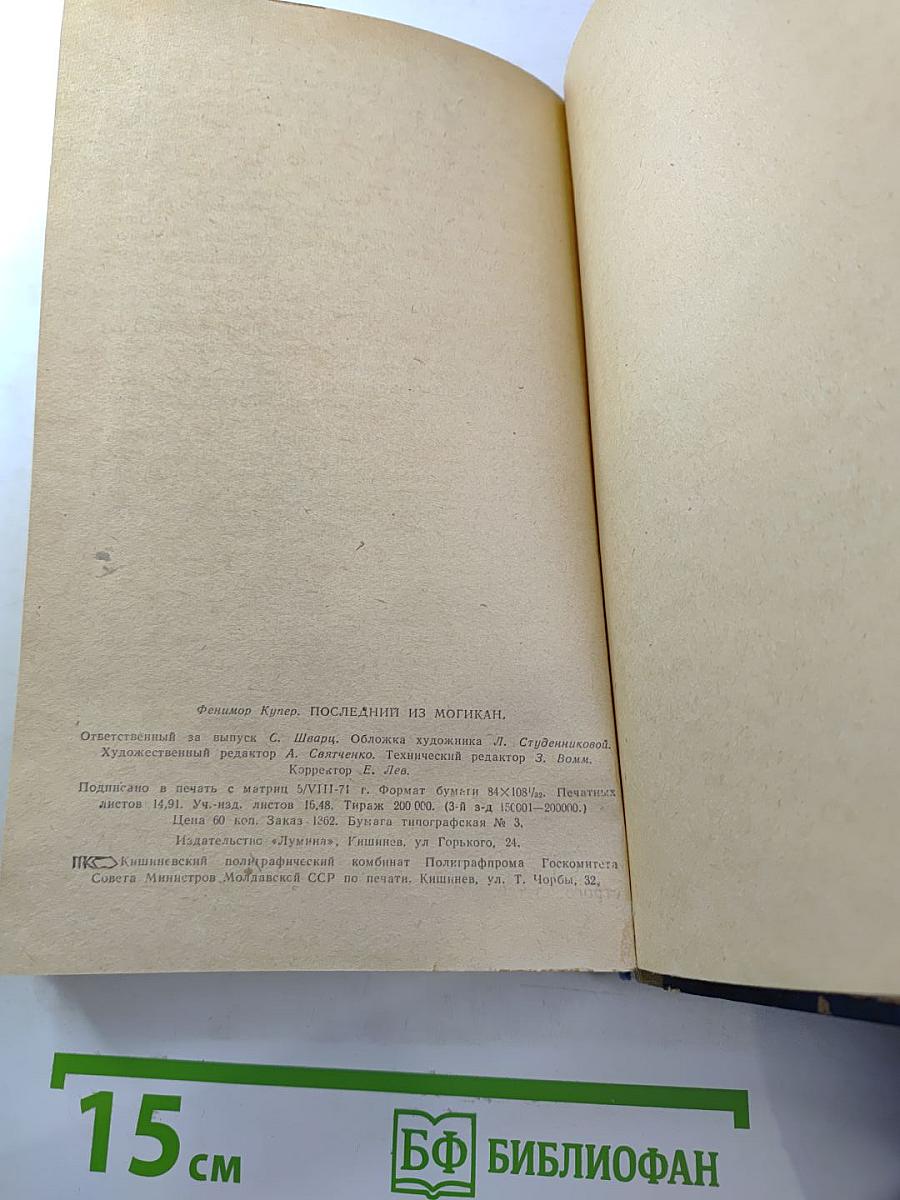 Фенимор Купер. ПОСЛЕДНИЙ ИЗ МОГИКАН.
Ответственный за выпуск С. Шварц. Обложка художника Л. Студенниковой.
Художественный редактор А. Святченко. Технический редактор З. Вомм.
Корректор Е. Лев.
Подписано в печать с матриц 5/VIII-71 г. Формат бумаги 84×108¹/₃₂. Печатных
листов 14,91. Уч.-изд. листов 16,48. Тираж 200 000. (3-й з-д 150001—200000.)
Цена 60 коп. Заказ 1362. Бумага типографская № 3.
Издательство «Лумина», Кишинев, ул Горького, 24.
ПК Кишиневский полиграфический комбинат Полиграфпрома Госкомитета
Совета Министров Молдавской ССР по печати. Кишинев, ул. Т. Чорбы, 32.
15 см
БФ БИБЛИОФАН